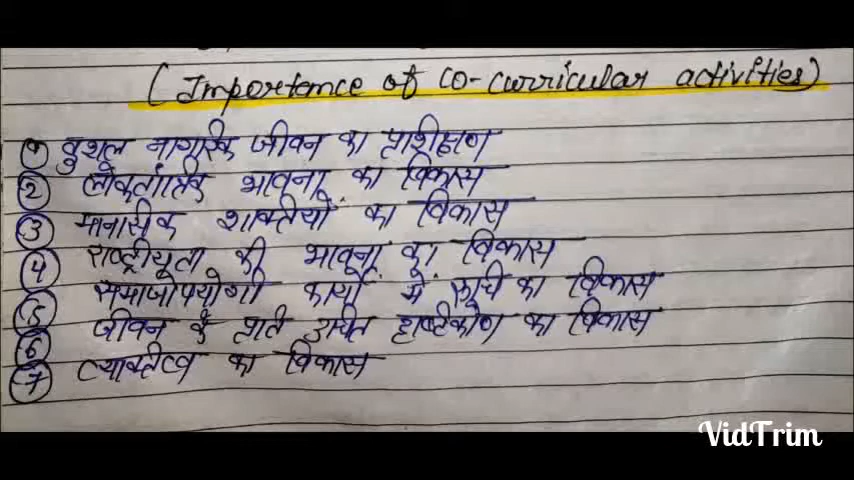 (Importence of co-curricular activities)
1 कुशल नागरिक जीवन का प्रशिक्षण
2 लोकतांत्रिक भावना का विकास
3 मानसिक शक्तियों का विकास
4 राष्ट्रीयता की भावना का विकास
5 समाजोपयोगी कार्यों में रूचि का विकास
6 जीवन के प्रति उचित दृष्टिकोण का विकास
7 व्यक्तित्व का विकास
VidTrim